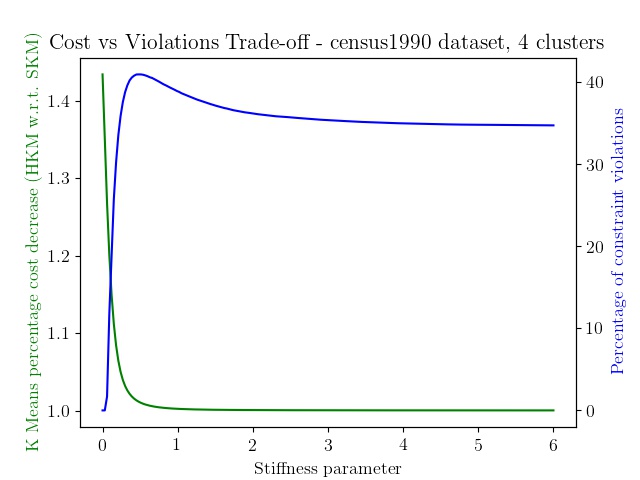 Cost vs Violations Trade-off - census1990 dataset, 4 clusters
K Means percentage cost decrease (HKM w.r.t. SKM)
1.4
1.3
1.2
1.1
1.0
40
30
20
10
0
Percentage of constraint violations
0 1 2 3 4 5 6
Stiffness parameter